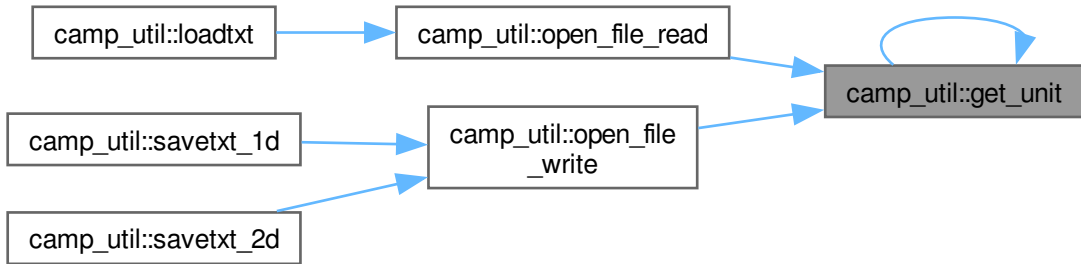 camp_util::loadtxt
camp_util::open_file_read
camp_util::get_unit
camp_util::savetxt_1d
camp_util::open_file
_write
camp_util::savetxt_2d